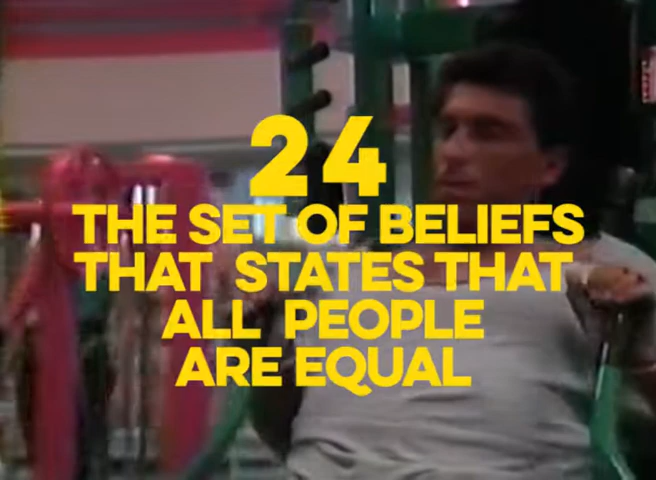 24
THE SET OF BELIEFS
THAT STATES THAT
ALL PEOPLE
ARE EQUAL